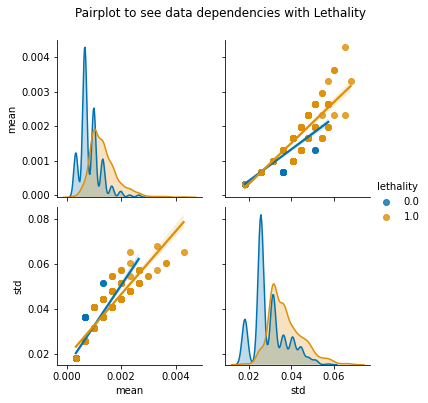 Pairplot to see data dependencies with Lethality
0.004
0.003
0.002
0.001
0.000
mean
lethality
0.0
1.0
0.08
0.06
0.04
0.02
std
0.000 0.002 0.004
mean
0.02 0.04 0.06
std